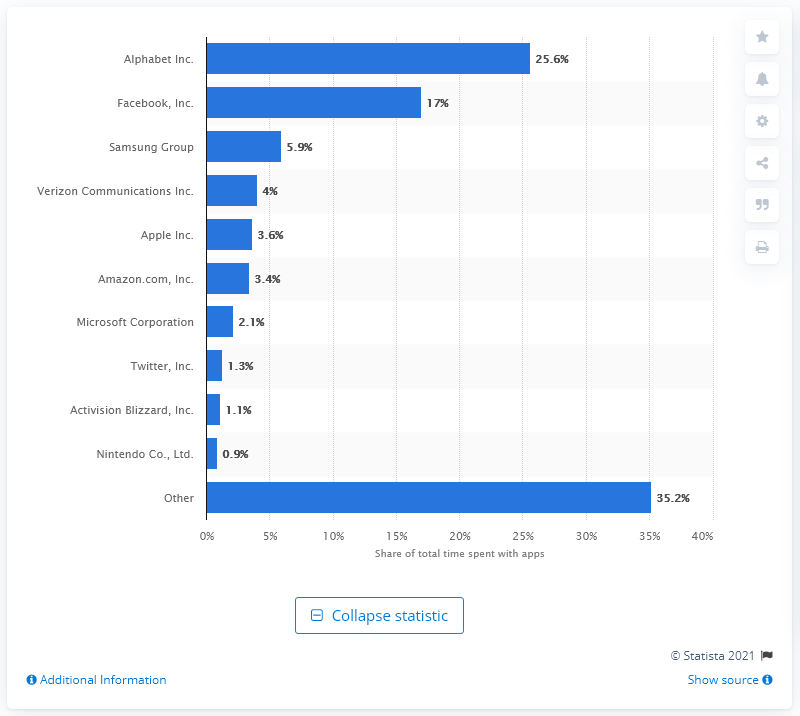 Alphabet Inc. 25.6%
Facebook, Inc. 17%
Samsung Group 5.9%
Verizon Communications Inc. 4%
Apple Inc. 3.6%
Amazon.com, Inc. 3.4%
Microsoft Corporation 2.1%
Twitter, Inc. 1.3%
Activision Blizzard, Inc. 1.1%
Nintendo Co., Ltd. 0.9%
Other 35.2%
0% 5% 10% 15% 20% 25% 30% 35% 40%
Share of total time spent with apps
Collapse statistic
© Statista 2021
Additional Information Show source